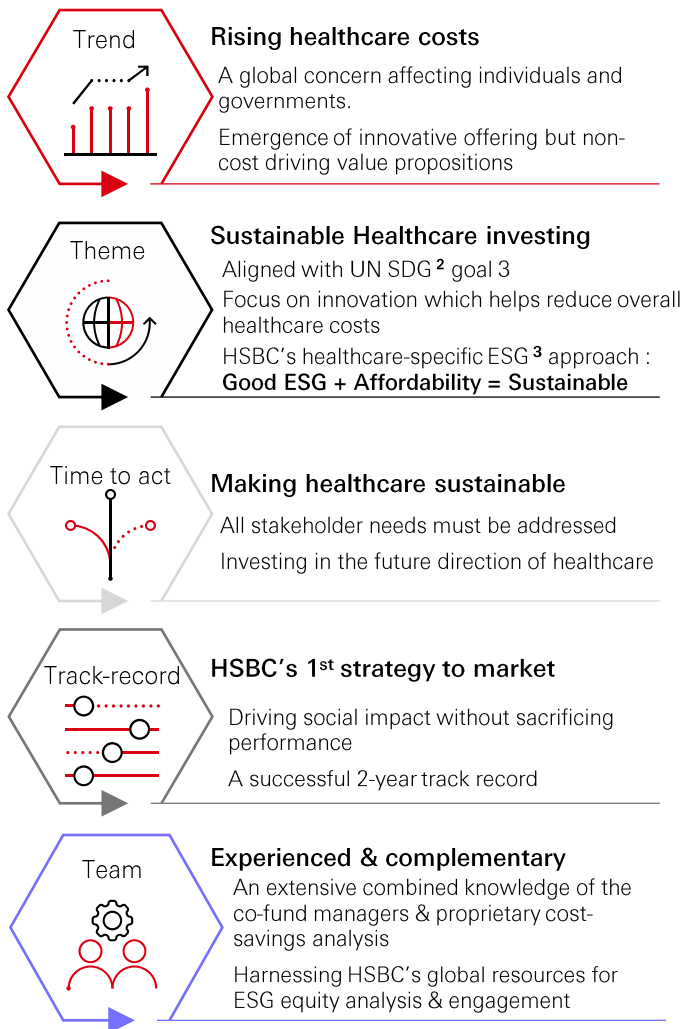 Trend
Rising healthcare costs
A global concern affecting individuals and
governments.
Emergence of innovative offering but non-
cost driving value propositions
Theme
Sustainable Healthcare investing
Aligned with UN SDG ² goal 3
Focus on innovation which helps reduce overall
healthcare costs
HSBC's healthcare-specific ESG ³ approach :
Good ESG + Affordability = Sustainable
Time to act
Making healthcare sustainable
All stakeholder needs must be addressed
Investing in the future direction of healthcare
Track-record
HSBC's 1st strategy to market
Driving social impact without sacrificing
performance
A successful 2-year track record
Team
Experienced & complementary
An extensive combined knowledge of the
co-fund managers & proprietary cost-
savings analysis
Harnessing HSBC's global resources for
ESG equity analysis & engagement